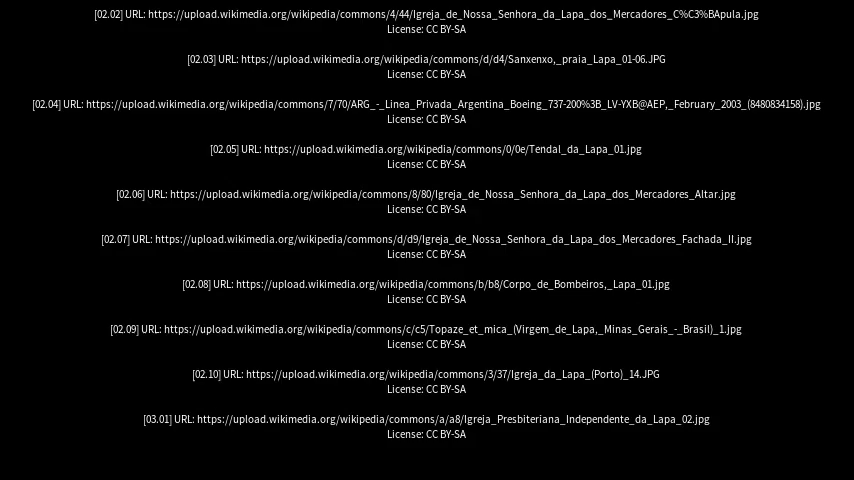 [02.02] URL: https://upload.wikimedia.org/wikipedia/commons/4/44/Igreja_de_Nossa_Senhora_da_Lapa_dos_Mercadores_C%C3%BApula.jpg
License: CC BY-SA
[02.03] URL: https://upload.wikimedia.org/wikipedia/commons/d/d4/Sanxenxo,_praia_Lapa_01-06.JPG
License: CC BY-SA
[02.04] URL: https://upload.wikimedia.org/wikipedia/commons/7/70/ARG_-_Linea_Privada_Argentina_Boeing_737-200%3B_LV-YXB@AEP,_February_2003_(8480834158).jpg
License: CC BY-SA
[02.05] URL: https://upload.wikimedia.org/wikipedia/commons/0/0e/Tendal_da_Lapa_01.jpg
License: CC BY-SA
[02.06] URL: https://upload.wikimedia.org/wikipedia/commons/8/80/Igreja_de_Nossa_Senhora_da_Lapa_dos_Mercadores_Altar.jpg
License: CC BY-SA
[02.07] URL: https://upload.wikimedia.org/wikipedia/commons/d/d9/Igreja_de_Nossa_Senhora_da_Lapa_dos_Mercadores_Fachada_II.jpg
License: CC BY-SA
[02.08] URL: https://upload.wikimedia.org/wikipedia/commons/b/b8/Corpo_de_Bombeiros,_Lapa_01.jpg
License: CC BY-SA
[02.09] URL: https://upload.wikimedia.org/wikipedia/commons/c/c5/Topaze_et_mica_(Virgem_de_Lapa,_Minas_Gerais_-_Brasil)_1.jpg
License: CC BY-SA
[02.10] URL: https://upload.wikimedia.org/wikipedia/commons/3/37/Igreja_da_Lapa_(Porto)_14.JPG
License: CC BY-SA
[03.01] URL: https://upload.wikimedia.org/wikipedia/commons/a/a8/Igreja_Presbiteriana_Independente_da_Lapa_02.jpg
License: CC BY-SA